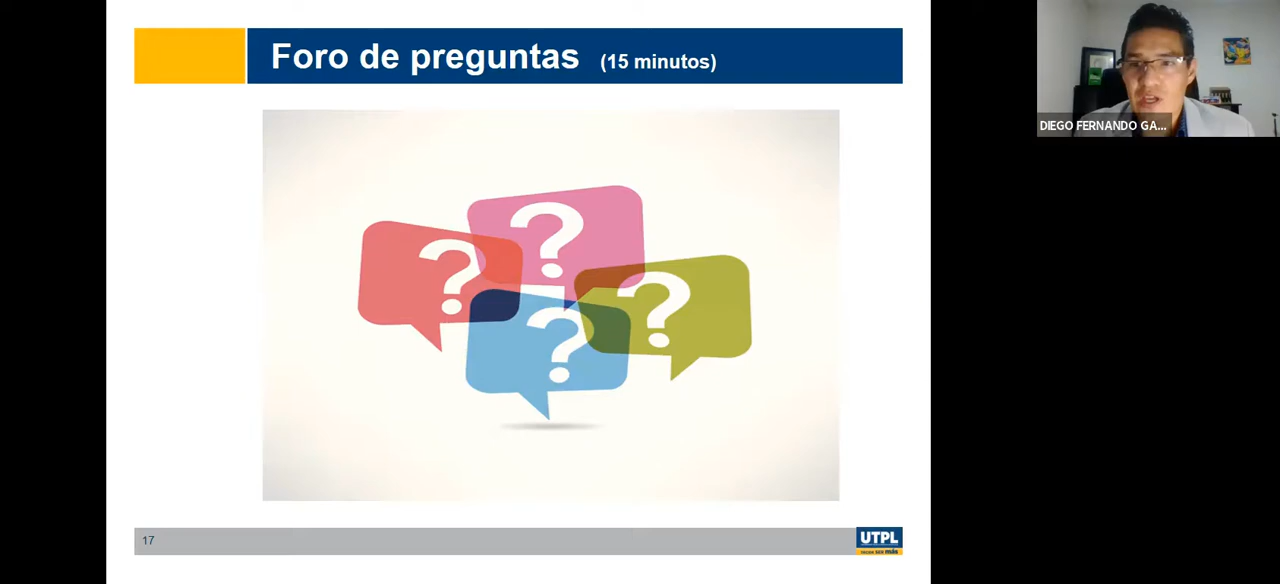 Foro de preguntas (15 minutos)
DIEGO FERNANDO GA...
?
?
?
?
17
UTPL